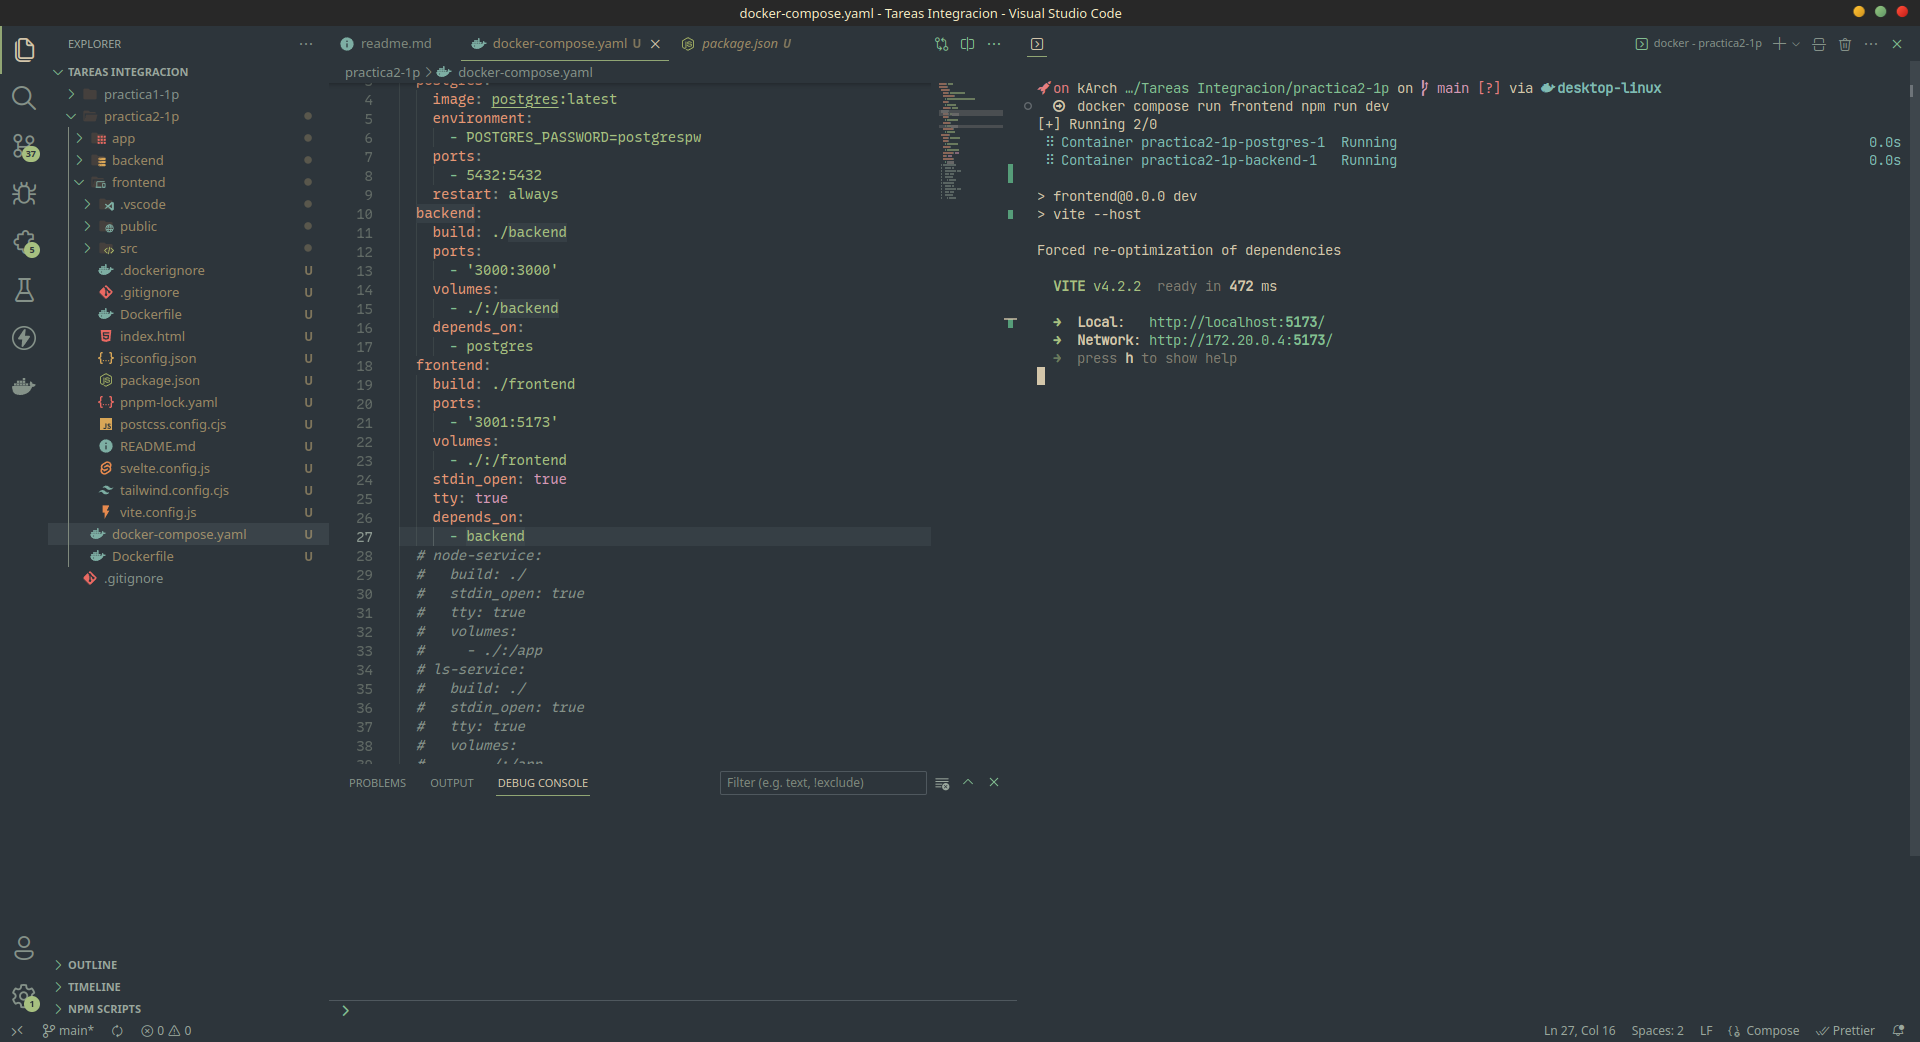 docker-compose.yaml - Tareas Integracion - Visual Studio Code
EXPLORER
TAREAS INTEGRACION
practica1-1p
practica2-1p
app
backend
frontend
.vscode
public
src
.dockerignore U
.gitignore U
Dockerfile U
index.html U
jsconfig.json U
package.json U
pnpm-lock.yaml U
postcss.config.cjs U
README.md U
svelte.config.js U
tailwind.config.cjs U
vite.config.js U
docker-compose.yaml U
Dockerfile U
.gitignore
OUTLINE
TIMELINE
NPM SCRIPTS
37
5
1
readme.md docker-compose.yaml U package.json U
practica2-1p > docker-compose.yaml
4 image: postgres:latest
5 environment:
6 - POSTGRES_PASSWORD=postgrespw
7 ports:
8 - 5432:5432
9 restart: always
10 backend:
11 build: ./backend
12 ports:
13 - '3000:3000'
14 volumes:
15 - ./:/backend
16 depends_on:
17 - postgres
18 frontend:
19 build: ./frontend
20 ports:
21 - '3001:5173'
22 volumes:
23 - ./:/frontend
24 stdin_open: true
25 tty: true
26 depends_on:
27 - backend
28 # node-service:
29 # build: ./
30 # stdin_open: true
31 # tty: true
32 # volumes:
33 # - ./:/app
34 # ls-service:
35 # build: ./
36 # stdin_open: true
37 # tty: true
38 # volumes:
PROBLEMS OUTPUT DEBUG CONSOLE Filter (e.g. text, !exclude)
docker - practica2-1p
on kArch …/Tareas Integracion/practica2-1p on main [?] via desktop-linux
docker compose run frontend npm run dev
[+] Running 2/0
Container practica2-1p-postgres-1 Running 0.0s
Container practica2-1p-backend-1 Running 0.0s
> frontend@0.0.0 dev
> vite --host
Forced re-optimization of dependencies
VITE v4.2.2 ready in 472 ms
➜ Local: http://localhost:5173/
➜ Network: http://172.20.0.4:5173/
➜ press h to show help
main* 0 0
Ln 27, Col 16 Spaces: 2 LF Compose Prettier